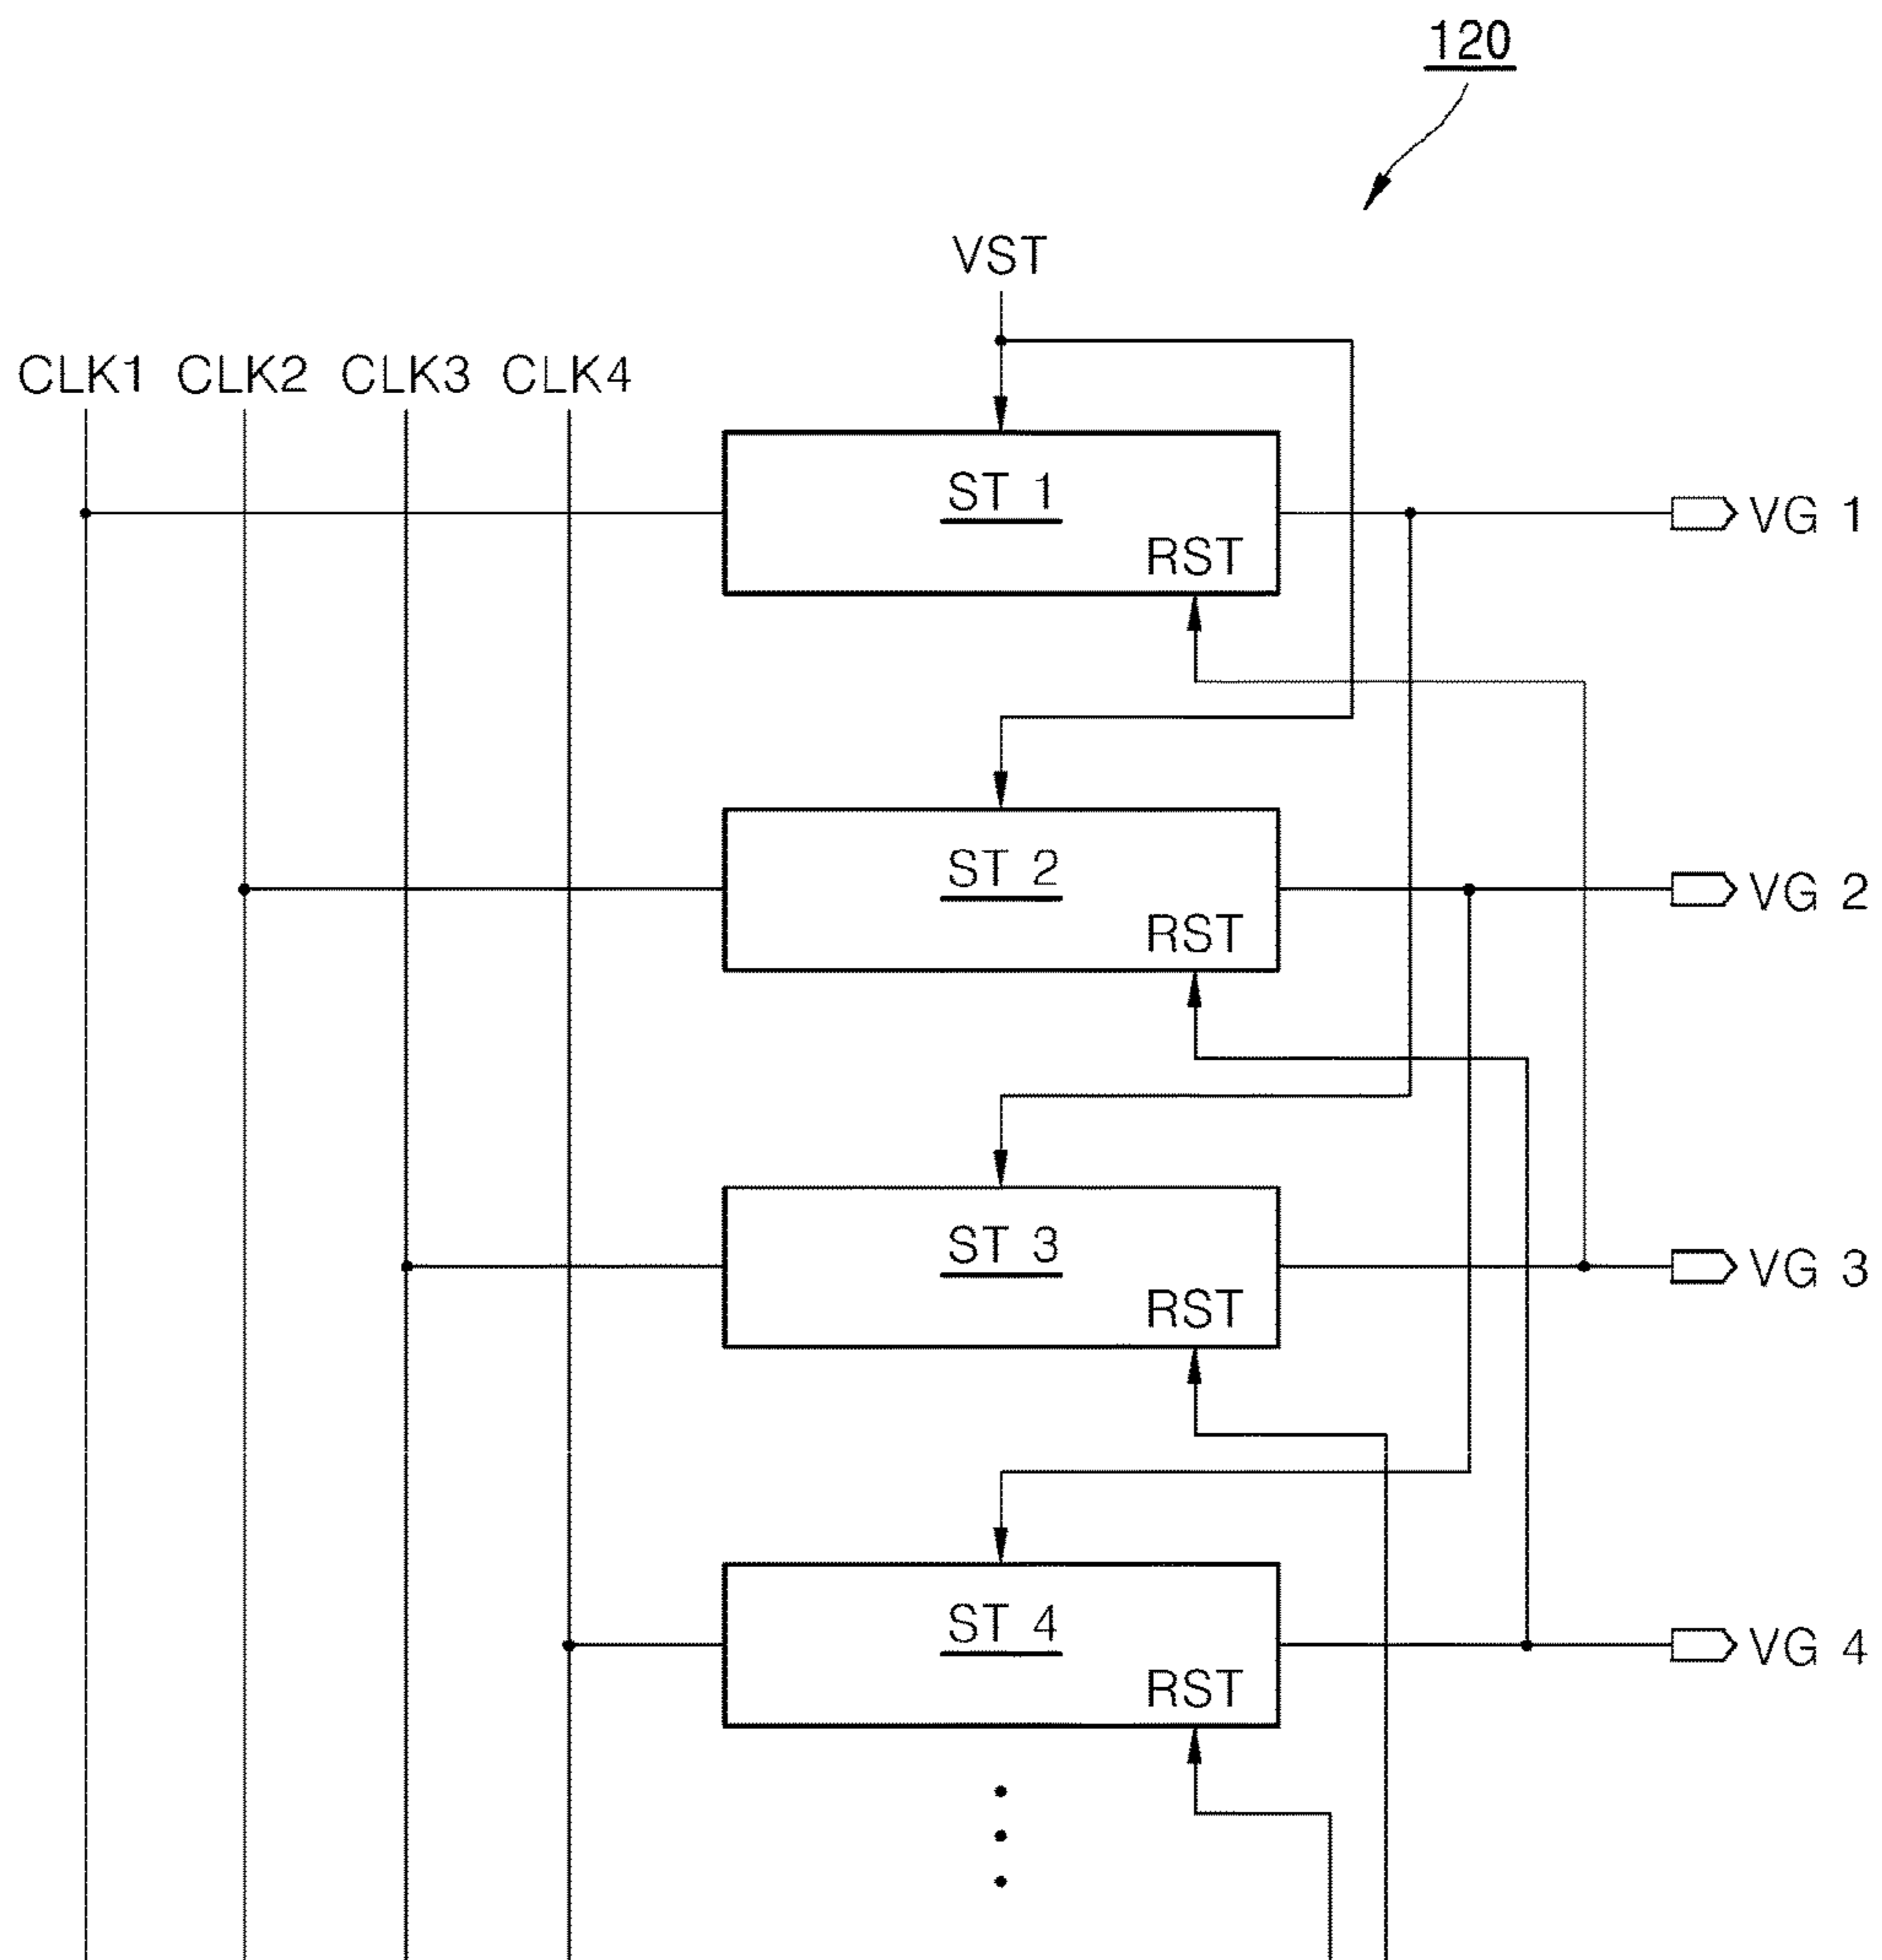 120
VST
CLK1 CLK2 CLK3 CLK4
ST 1
RST
VG 1
ST 2
RST
VG 2
ST 3
RST
VG 3
ST 4
RST
VG 4